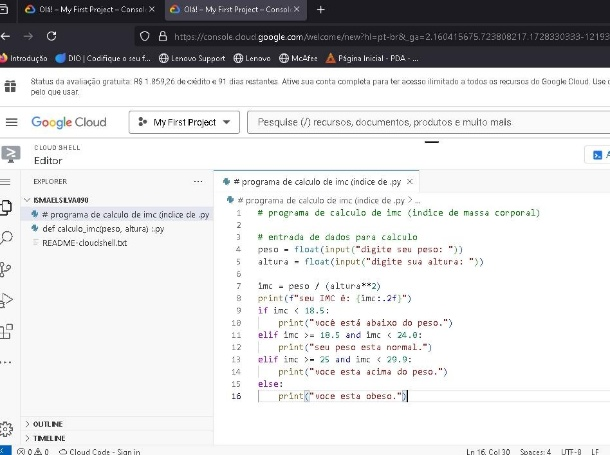 Olá! – My First Project – Consol
Olá! – My First Project – Consol
https://console.cloud.google.com/welcome/new?hl=pt-br&_ga=2.160415675.723808217.1728330333-12193
Introdução DIO | Codifique o seu f... Lenovo Support Lenovo McAfee Página Inicial - PDA - ...
Status da avaliação gratuita: R$ 1.859,26 de crédito e 91 dias restantes. Ative sua conta completa para ter acesso ilimitado a todos os recursos do Google Cloud. Use
pelo que usar.
Google Cloud My First Project Pesquise (/) recursos, documentos, produtos e muito mais
CLOUD SHELL
Editor
EXPLORER ...
ISMAELSILVA090
# programa de calculo de imc (indice de .py
def calculo_imc(peso, altura) :.py
README-cloudshell.txt
OUTLINE
TIMELINE
# programa de calculo de imc (indice de .py
# programa de calculo de imc (indice de .py > ...
1 # programa de calculo de imc (indice de massa corporal)
2
3 # entrada de dados para calculo
4 peso = float(input("digite seu peso: "))
5 altura = float(input("digite sua altura: "))
6
7 imc = peso / (altura**2)
8 print(f"seu IMC é: {imc:.2f}")
9 if imc < 18.5:
10 print("você está abaixo do peso.")
11 elif imc >= 18.5 and imc < 24.0:
12 print("seu peso esta normal.")
13 elif imc >= 25 and imc < 29.9:
14 print("voce esta acima do peso.")
15 else:
16 print("voce esta obeso.")
0 0 Cloud Code - Sign in Ln 16, Col 30 Spaces: 4 UTF-8 LF